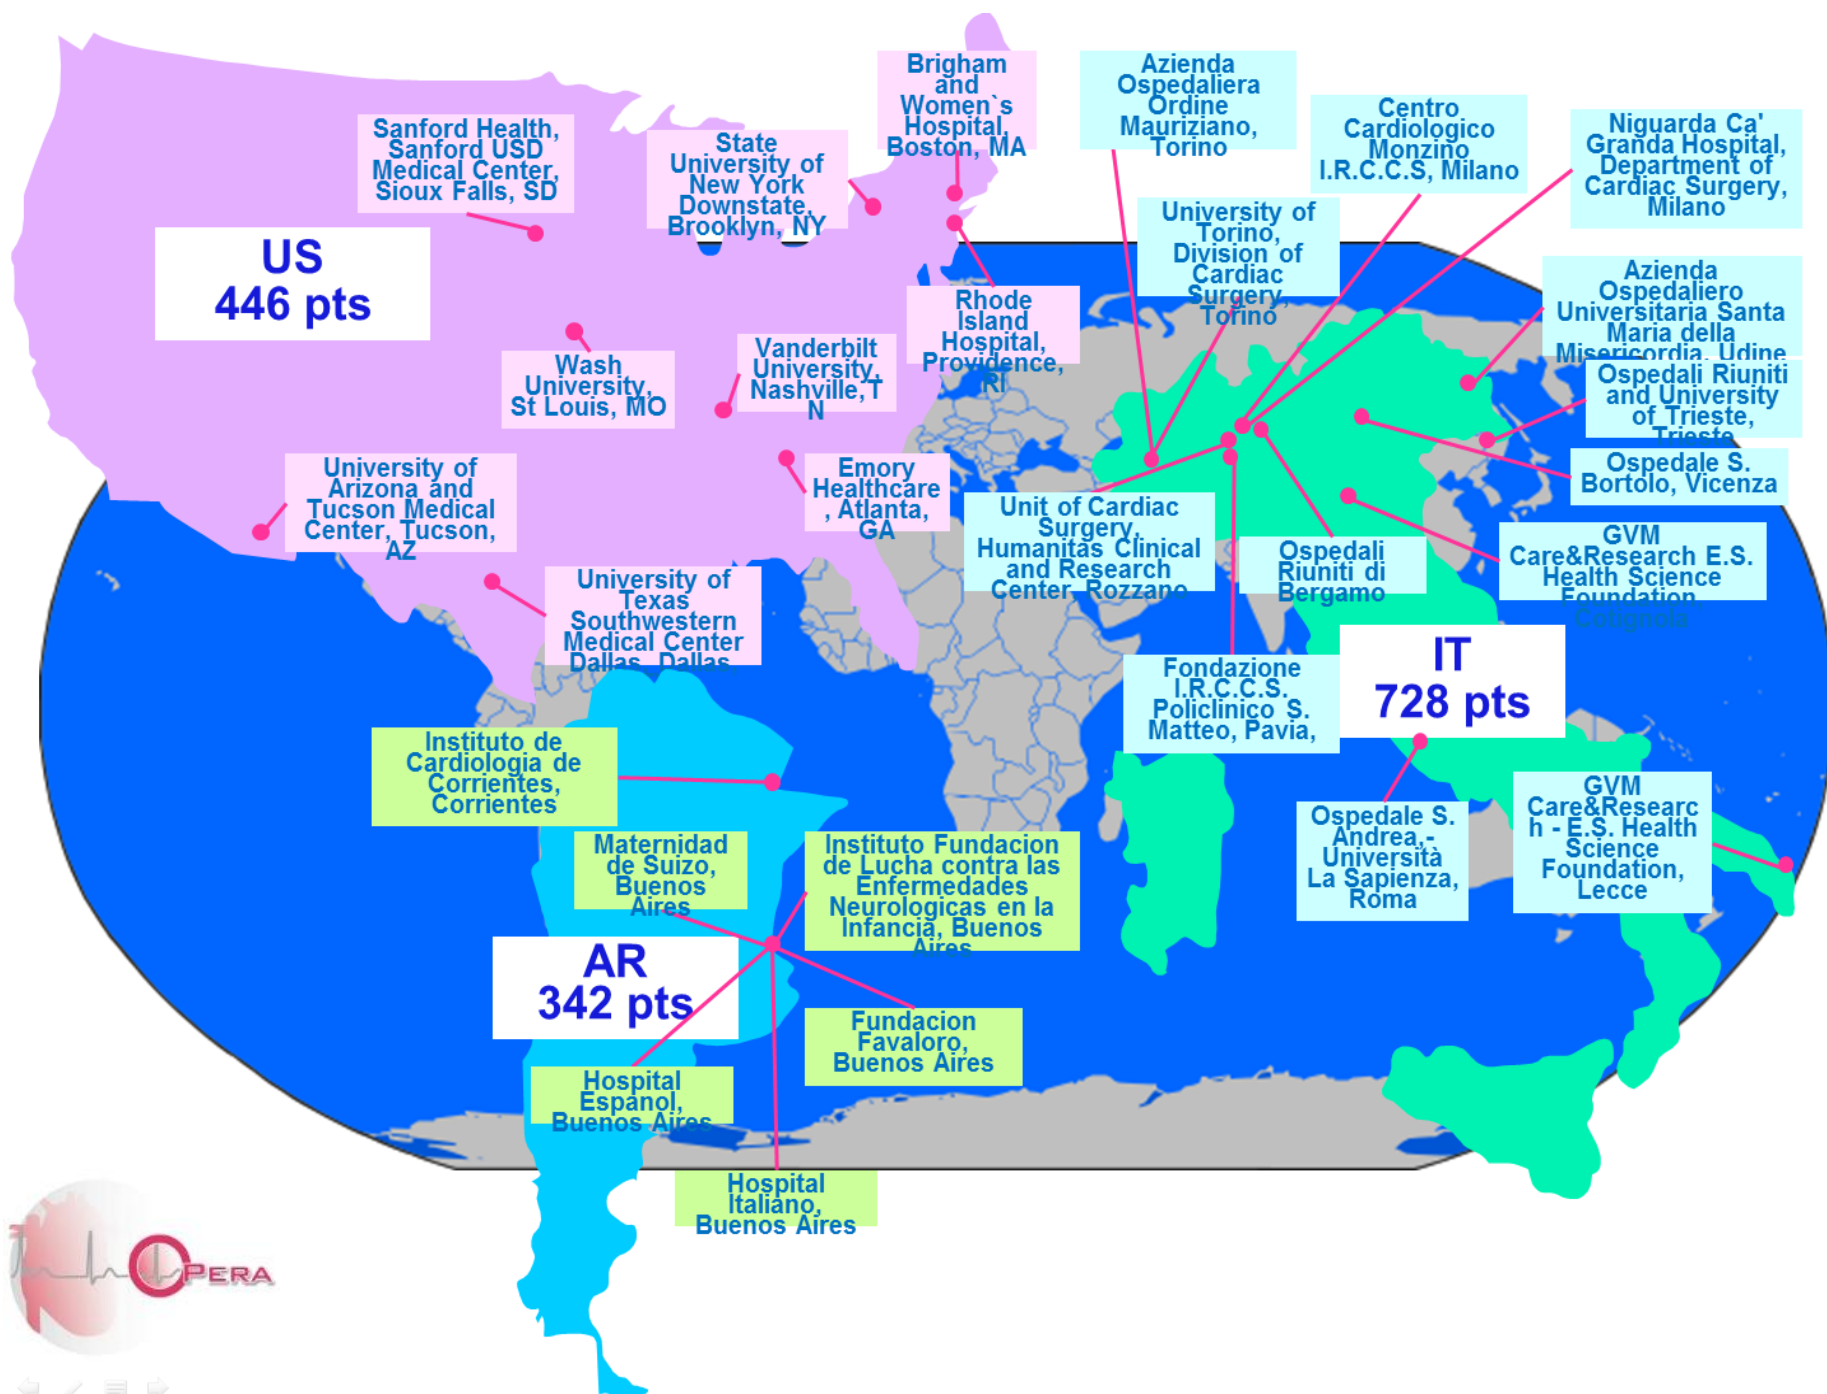 Brigham
and
Women`s
Hospital,
Boston, MA
Azienda
Ospedaliera
Ordine
Mauriziano,
Torino
Centro
Cardiologico
Monzino
I.R.C.C.S, Milano
Niguarda Ca'
Granda Hospital,
Department of
Cardiac Surgery,
Milano
Sanford Health,
Sanford USD
Medical Center,
Sioux Falls, SD
State
University of
New York
Downstate,
Brooklyn, NY
University of
Torino,
Division of
Cardiac
Surgery,
Torino
US
446 pts
Azienda
Ospedaliero
Universitaria Santa
Maria della
Misericordia, Udine
Rhode
Island
Hospital,
Providence,
RI
Wash
University,
St Louis, MO
Vanderbilt
University,
Nashville,T
N
Ospedali Riuniti
and University
of Trieste,
Trieste
University of
Arizona and
Tucson Medical
Center, Tucson,
AZ
Emory
Healthcare
, Atlanta,
GA
Ospedale S.
Bortolo, Vicenza
Unit of Cardiac
Surgery,
Humanitas Clinical
and Research
Center, Rozzano
Ospedali
Riuniti di
Bergamo
GVM
Care&Research E.S.
Health Science
Foundation,
Cotignola
University of
Texas
Southwestern
Medical Center
Dallas, Dallas,
IT
728 pts
Fondazione
I.R.C.C.S.
Policlinico S.
Matteo, Pavia,
Instituto de
Cardiologia de
Corrientes,
Corrientes
Ospedale S.
Andrea,-
Università
La Sapienza,
Roma
GVM
Care&Researc
h - E.S. Health
Science
Foundation,
Lecce
Maternidad
de Suizo,
Buenos
Aires
Instituto Fundacion
de Lucha contra las
Enfermedades
Neurologicas en la
Infancia, Buenos
Aires
AR
342 pts
Fundacion
Favaloro,
Buenos Aires
Hospital
Espanol,
Buenos Aires
Hospital
Italiano,
Buenos Aires
OPERA